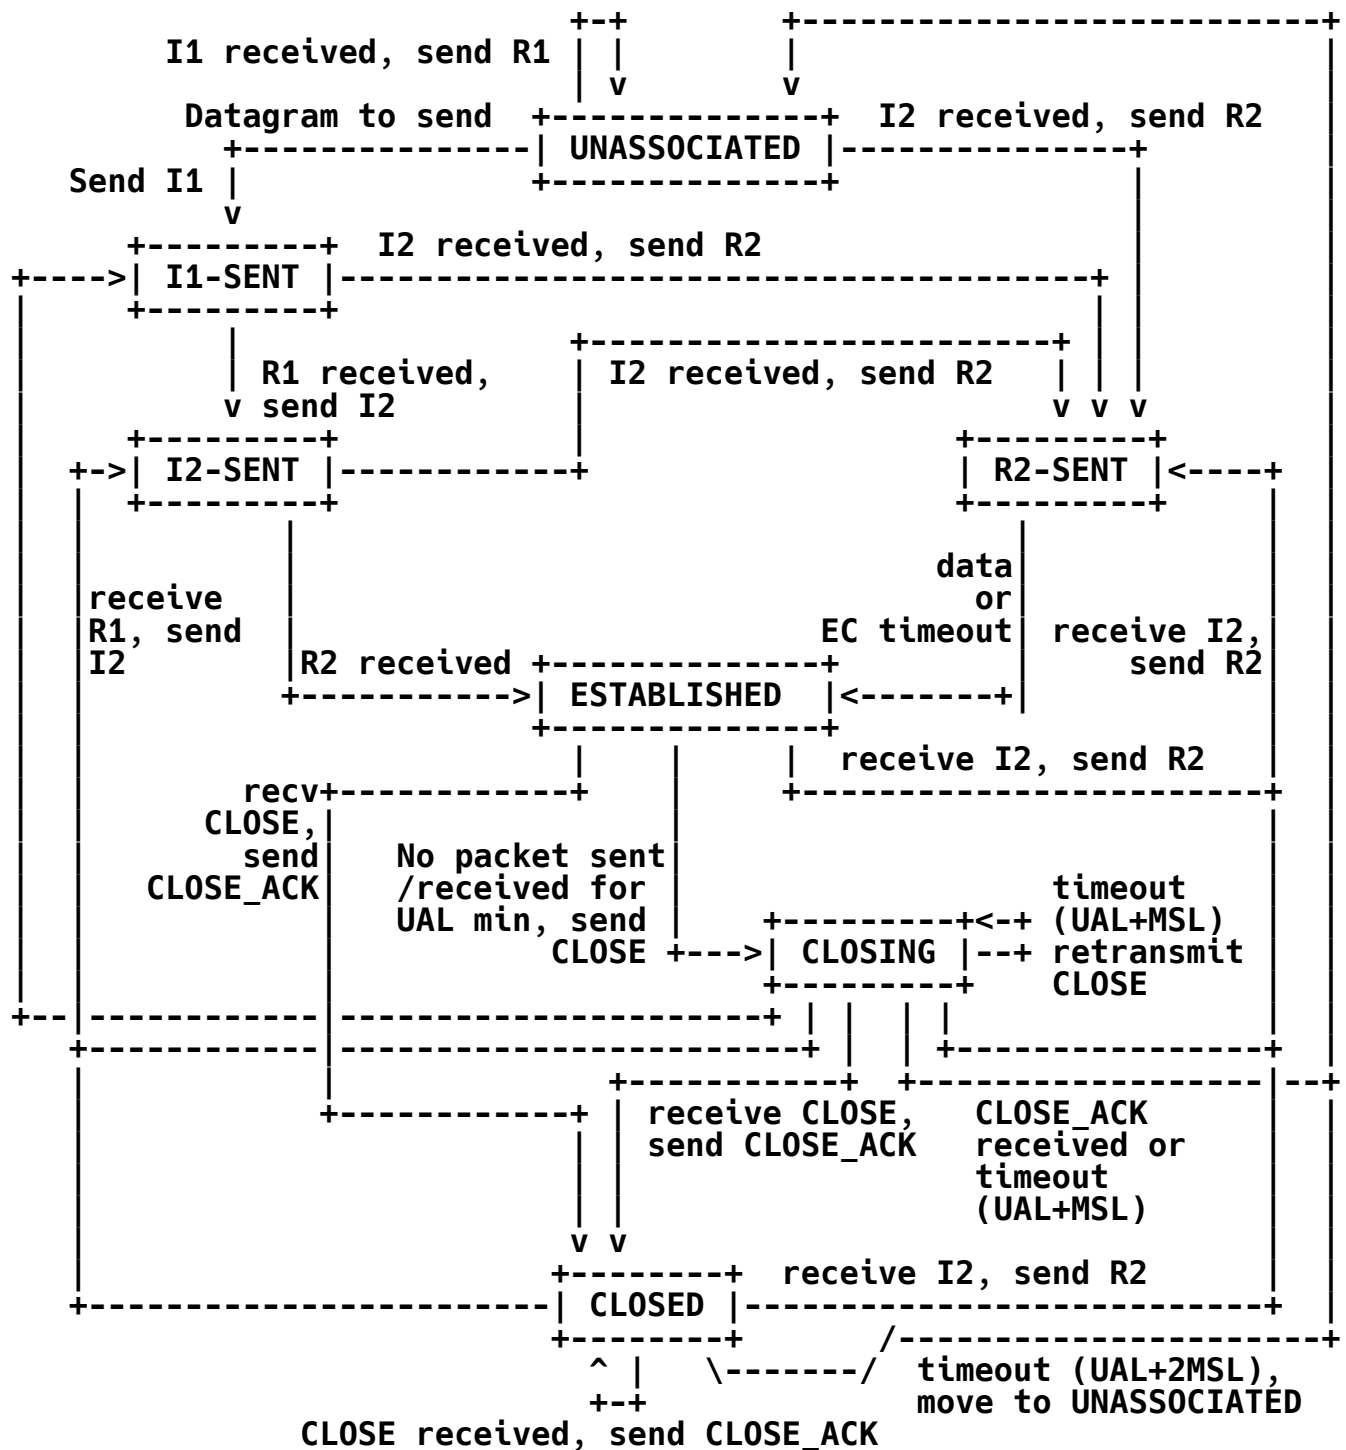 I1 received, send R1
Datagram to send
I2 received, send R2
UNASSOCIATED
Send I1
I2 received, send R2
I1-SENT
R1 received,
send I2
I2 received, send R2
I2-SENT
R2-SENT
receive
R1, send
I2
data
or
EC timeout
receive I2,
send R2
R2 received
ESTABLISHED
receive I2, send R2
recv
CLOSE,
send
CLOSE_ACK
No packet sent
/received for
UAL min, send
CLOSE
timeout
(UAL+MSL)
retransmit
CLOSE
CLOSING
receive CLOSE,
send CLOSE_ACK
CLOSE_ACK
received or
timeout
(UAL+MSL)
receive I2, send R2
CLOSED
timeout (UAL+2MSL),
move to UNASSOCIATED
CLOSE received, send CLOSE_ACK